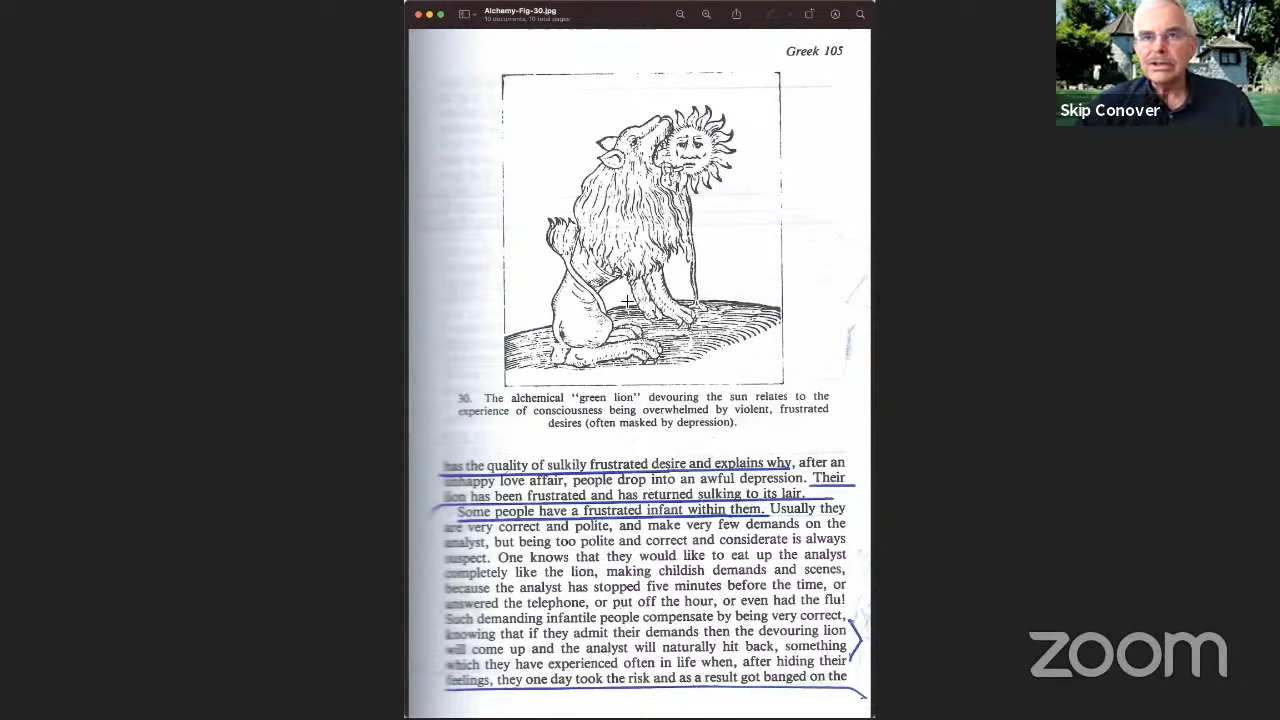 Alchemy-Fig-30.jpg
10 documents, 10 total pages
Greek 105
30. The alchemical "green lion" devouring the sun relates to the
experience of consciousness being overwhelmed by violent, frustrated
desires (often masked by depression).
has the quality of sulkily frustrated desire and explains why, after an
unhappy love affair, people drop into an awful depression. Their
lion has been frustrated and has returned sulking to its lair.
Some people have a frustrated infant within them. Usually they
are very correct and polite, and make very few demands on the
analyst, but being too polite and correct and considerate is always
suspect. One knows that they would like to eat up the analyst
completely like the lion, making childish demands and scenes,
because the analyst has stopped five minutes before the time, or
answered the telephone, or put off the hour, or even had the flu!
Such demanding infantile people compensate by being very correct,
knowing that if they admit their demands then the devouring lion
will come up and the analyst will naturally hit back, something
which they have experienced often in life when, after hiding their
feelings, they one day took the risk and as a result got banged on the
Skip Conover
zoom